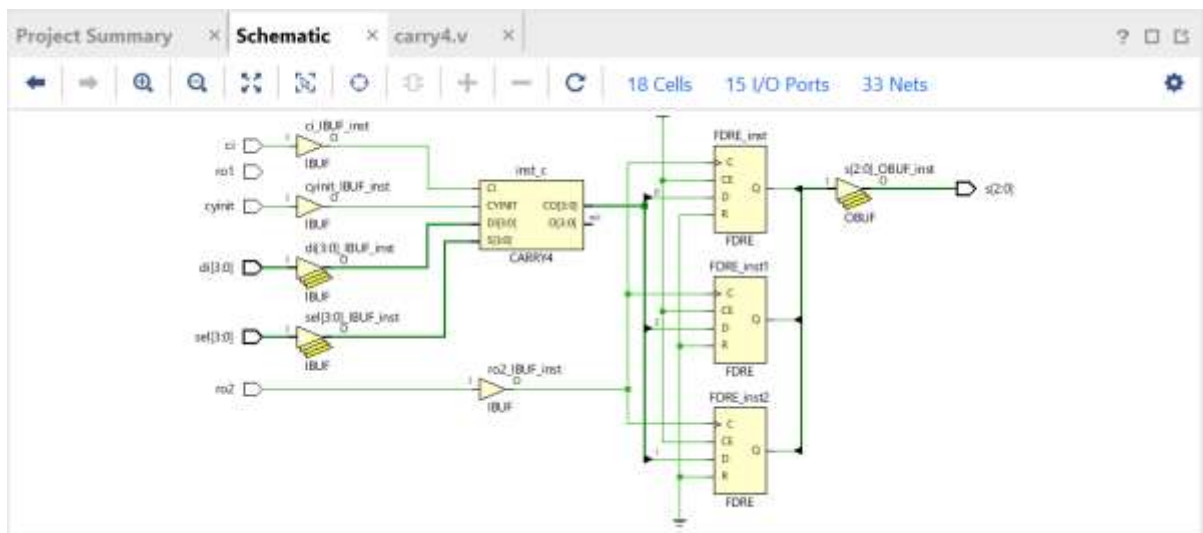 Project Summary × Schematic × carry4.v ×
? 
18 Cells 15 I/O Ports 33 Nets
ci_IBUF_inst
ci
I O
IBUF
ro1
cyinit_IBUF_inst
cyinit
I O
IBUF
di[3:0]_IBUF_inst
di[3:0]
I O
IBUF
sel[3:0]_IBUF_inst
sel[3:0]
I O
IBUF
ro2_IBUF_inst
ro2
I O
IBUF
inst_c
CI
CYINIT CO[3:0]
DI[3:0] O[3:0]
S[3:0]
CARRY4
FDRE_inst
C
CE
D
R
Q
FDRE
FDRE_inst1
C
CE
D
R
Q
FDRE
FDRE_inst2
C
CE
D
R
Q
FDRE
s[2:0]_OBUF_inst
I O
OBUF
s[2:0]